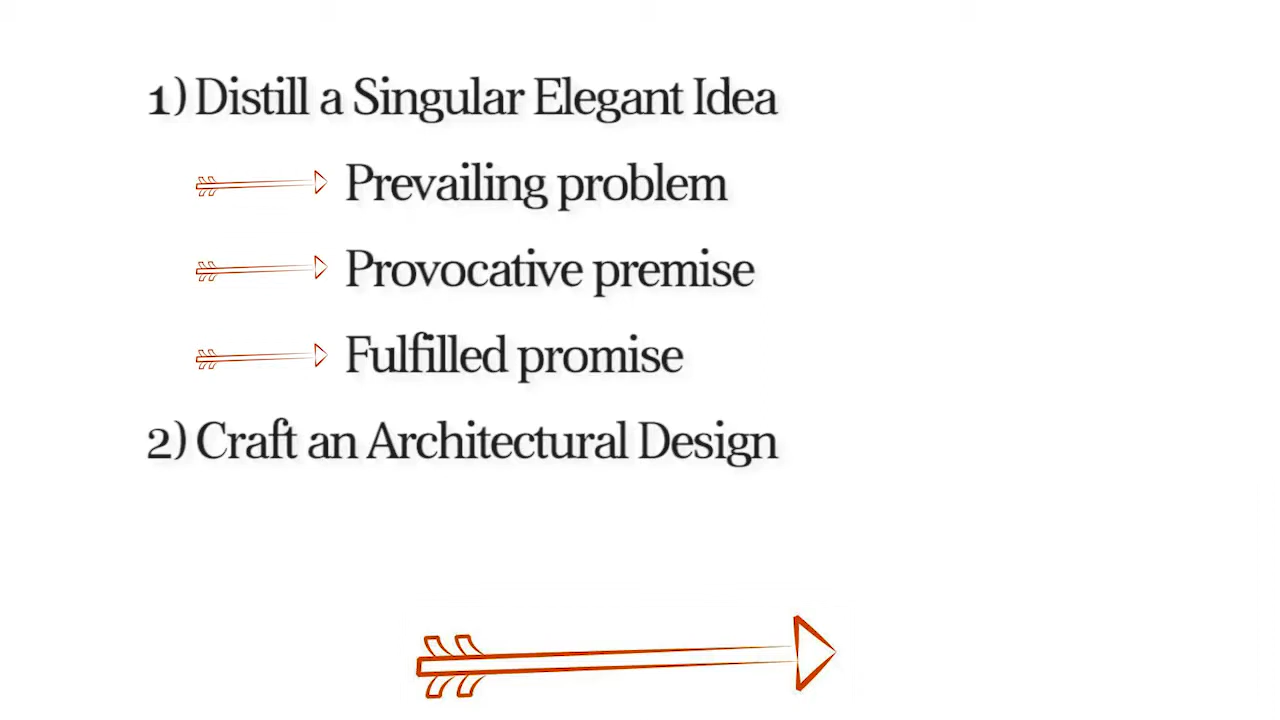 1) Distill a Singular Elegant Idea
Prevailing problem
Provocative premise
Fulfilled promise
2) Craft an Architectural Design